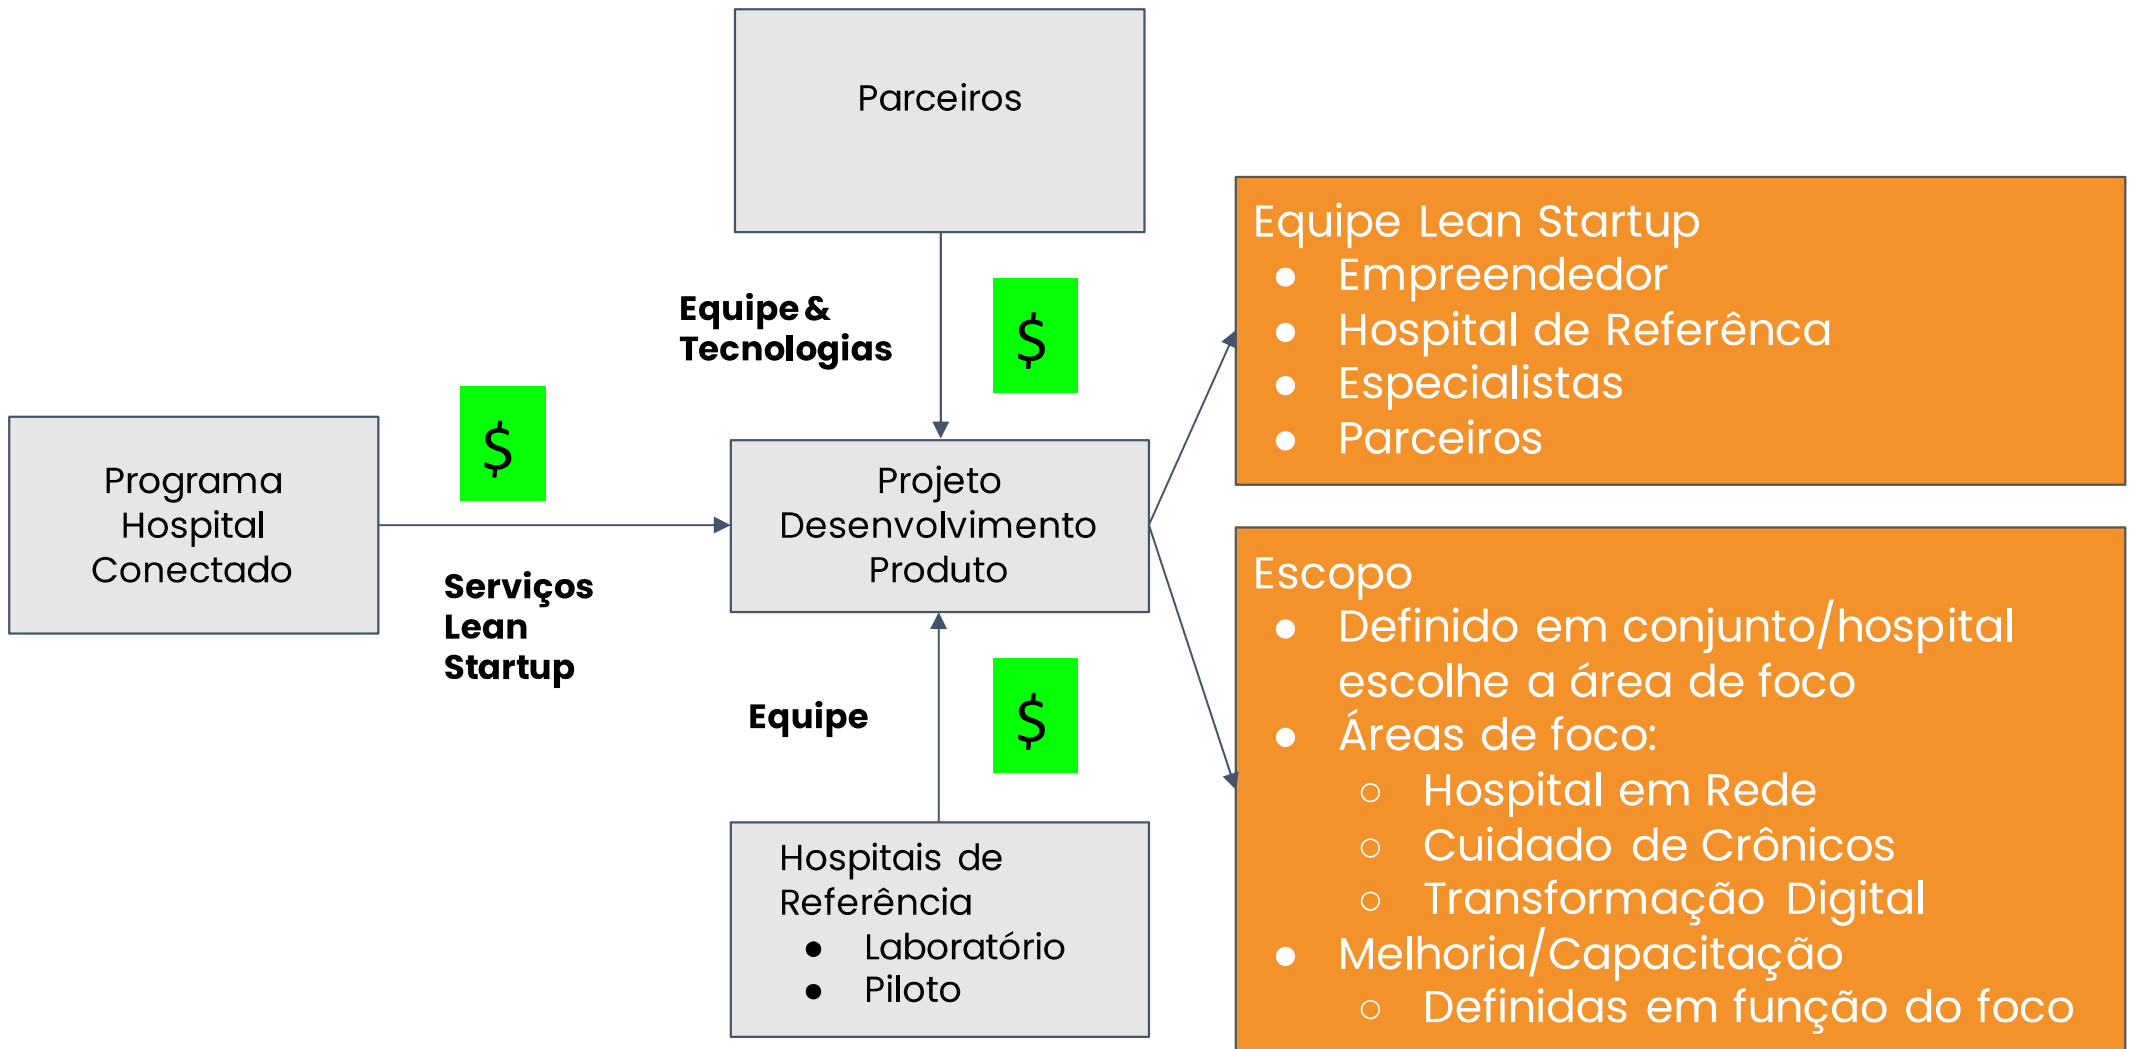 Parceiros
Equipe &
Tecnologias
$
Programa
Hospital
Conectado
$
Serviços
Lean
Startup
Projeto
Desenvolvimento
Produto
Equipe
$
Hospitais de
Referência
● Laboratório
● Piloto
Equipe Lean Startup
● Empreendedor
● Hospital de Referênca
● Especialistas
● Parceiros
Escopo
● Definido em conjunto/hospital
escolhe a área de foco
● Áreas de foco:
○ Hospital em Rede
○ Cuidado de Crônicos
○ Transformação Digital
● Melhoria/Capacitação
○ Definidas em função do foco